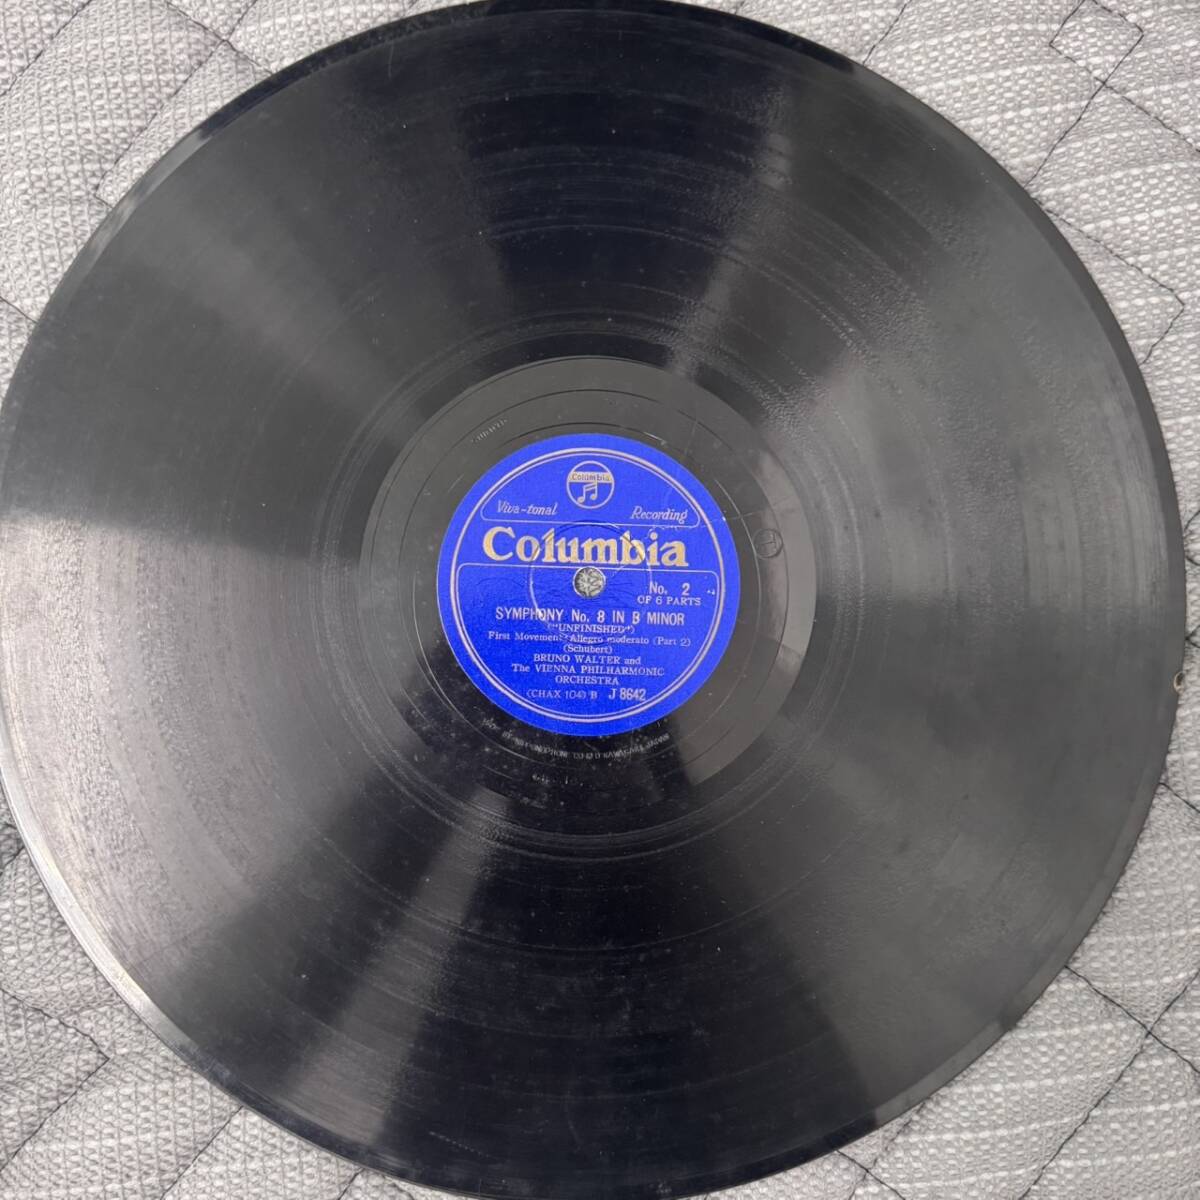 Columbia
Viva-tonal Recording
Columbia
No. 2
OF 6 PARTS
SYMPHONY No. 8 IN B MINOR
("UNFINISHED")
First Movement: Allegro moderato (Part 2)
(Schubert)
BRUNO WALTER and
The VIENNA PHILHARMONIC
ORCHESTRA
(CHAX 104) B J 8642